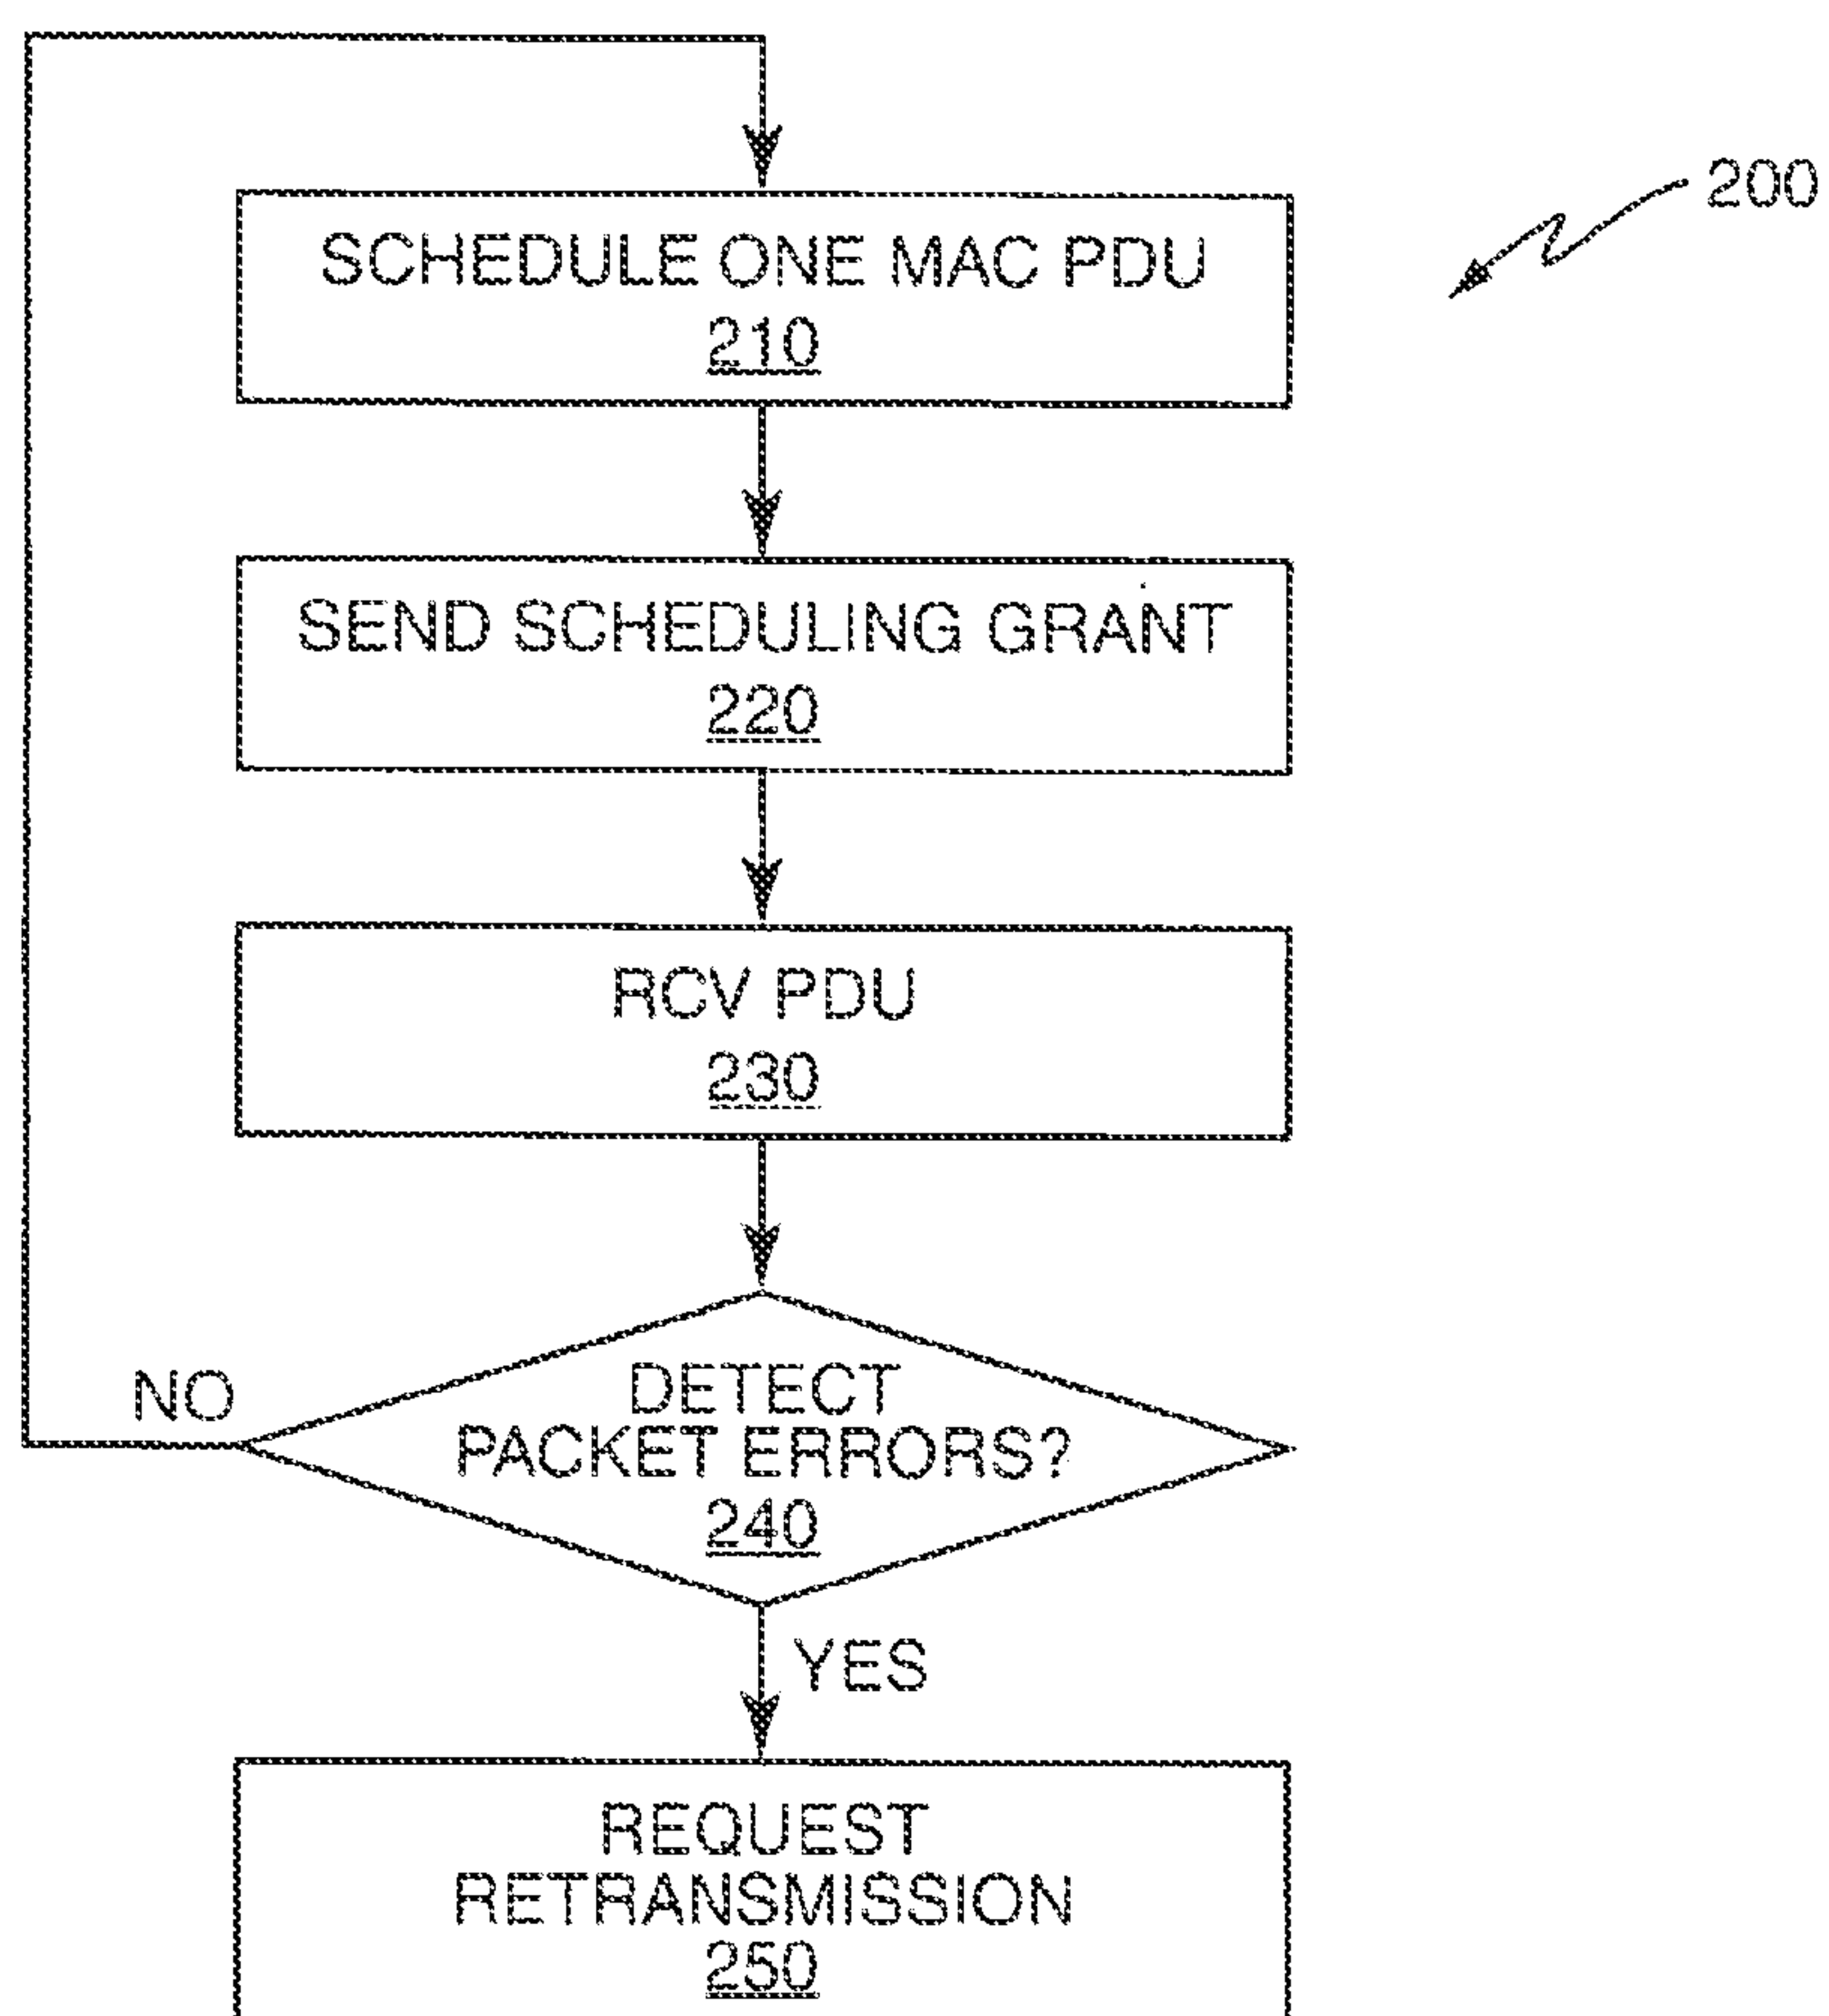 200
SCHEDULE ONE MAC PDU
210
SEND SCHEDULING GRANT
220
RCV PDU
230
NO
DETECT
PACKET ERRORS?
240
YES
REQUEST
RETRANSMISSION
250